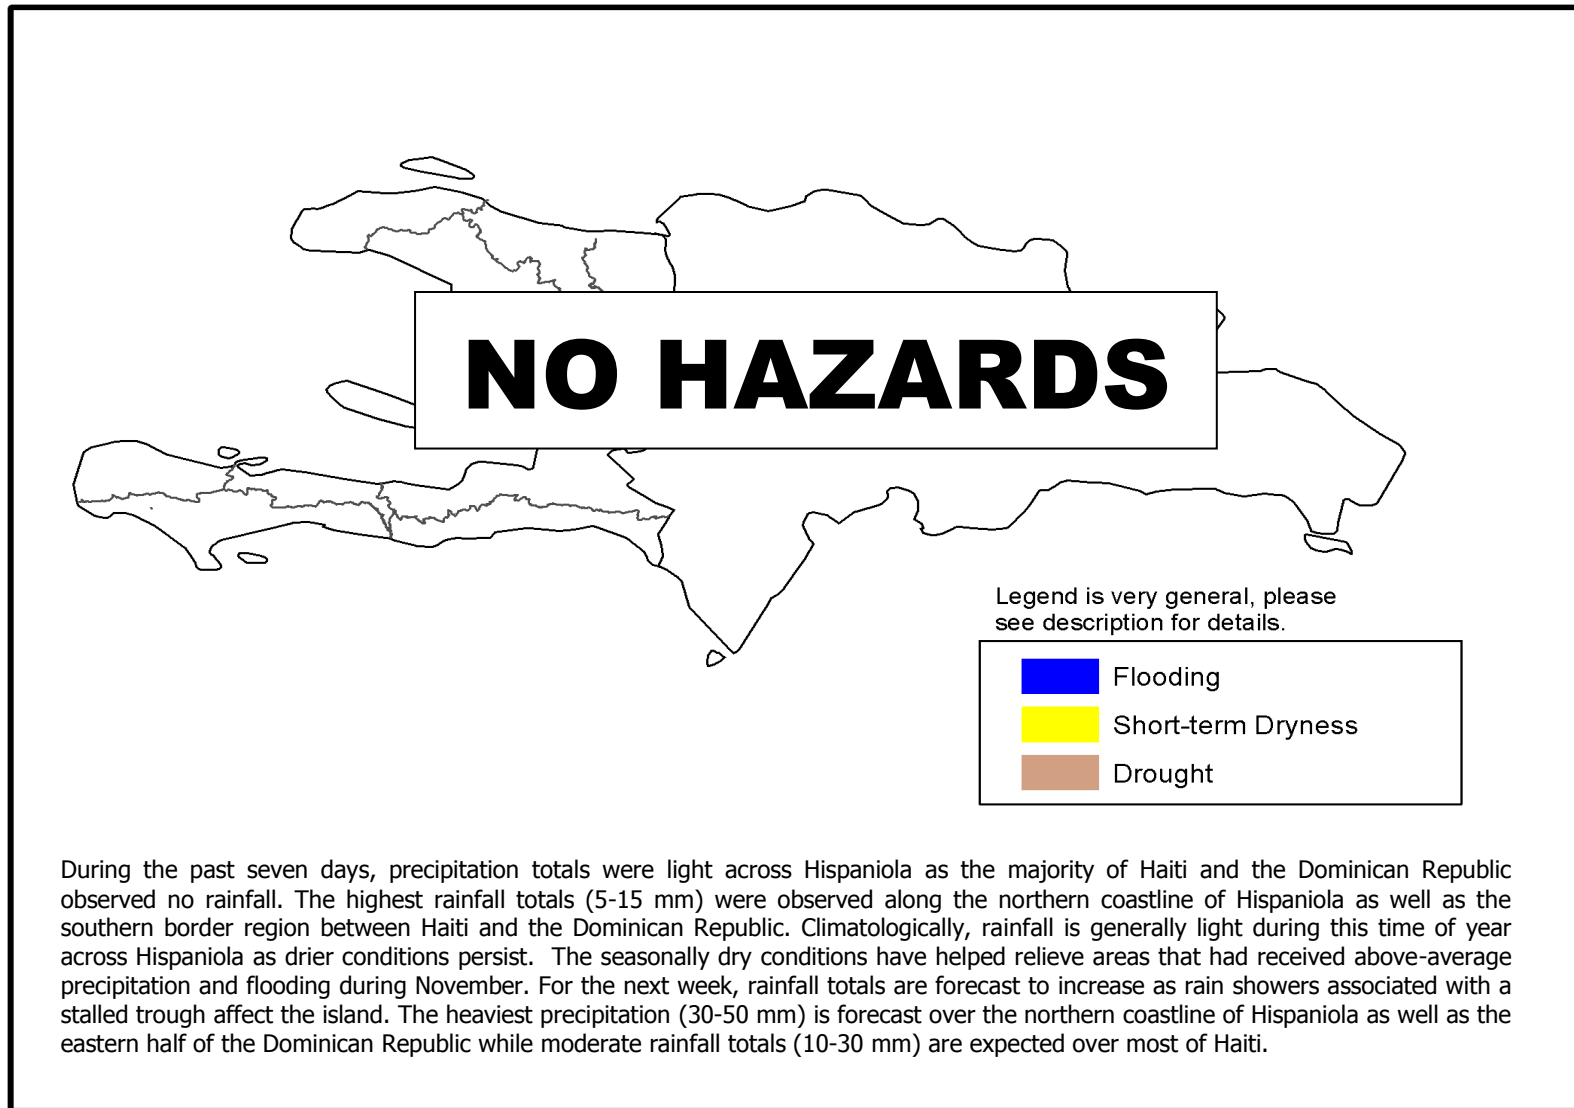 NO HAZARDS
Legend is very general, please
see description for details.
Flooding
Short-term Dryness
Drought
During the past seven days, precipitation totals were light across Hispaniola as the majority of Haiti and the Dominican Republic
observed no rainfall. The highest rainfall totals (5-15 mm) were observed along the northern coastline of Hispaniola as well as the
southern border region between Haiti and the Dominican Republic. Climatologically, rainfall is generally light during this time of year
across Hispaniola as drier conditions persist.  The seasonally dry conditions have helped relieve areas that had received above-average
precipitation and flooding during November. For the next week, rainfall totals are forecast to increase as rain showers associated with a
stalled trough affect the island. The heaviest precipitation (30-50 mm) is forecast over the northern coastline of Hispaniola as well as the
eastern half of the Dominican Republic while moderate rainfall totals (10-30 mm) are expected over most of Haiti.